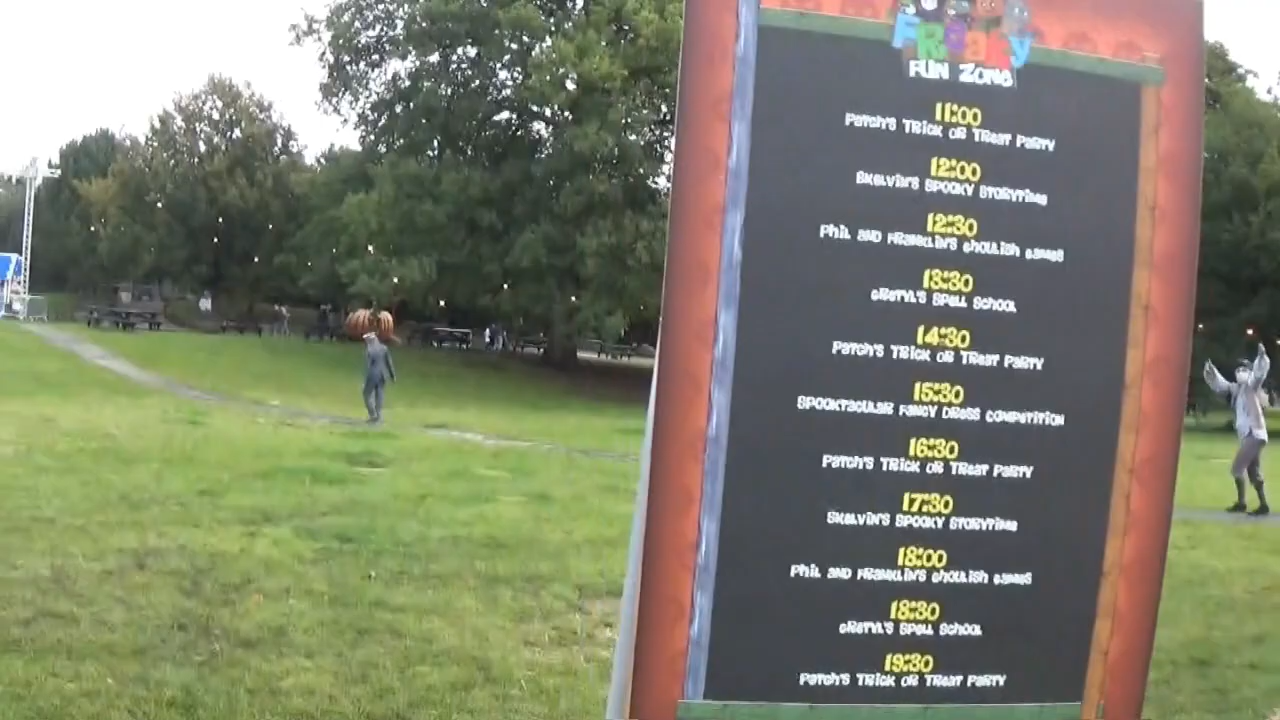 FReaky
FUN ZONE
11:00
PATCH'S TRICK OR TREAT PARTY
12:00
SKELVIN'S SPOOKY STORYTIME
12:30
PHIL AND FRANKLIN'S GHOULISH GAMES
13:30
GRETYL'S SPELL SCHOOL
14:30
PATCH'S TRICK OR TREAT PARTY
15:30
SPOOKTACULAR FANCY DRESS COMPETITION
16:30
PATCH'S TRICK OR TREAT PARTY
17:30
SKELVIN'S SPOOKY STORYTIME
18:00
PHIL AND FRANKLIN'S GHOULISH GAMES
18:30
GRETYL'S SPELL SCHOOL
19:30
PATCH'S TRICK OR TREAT PARTY